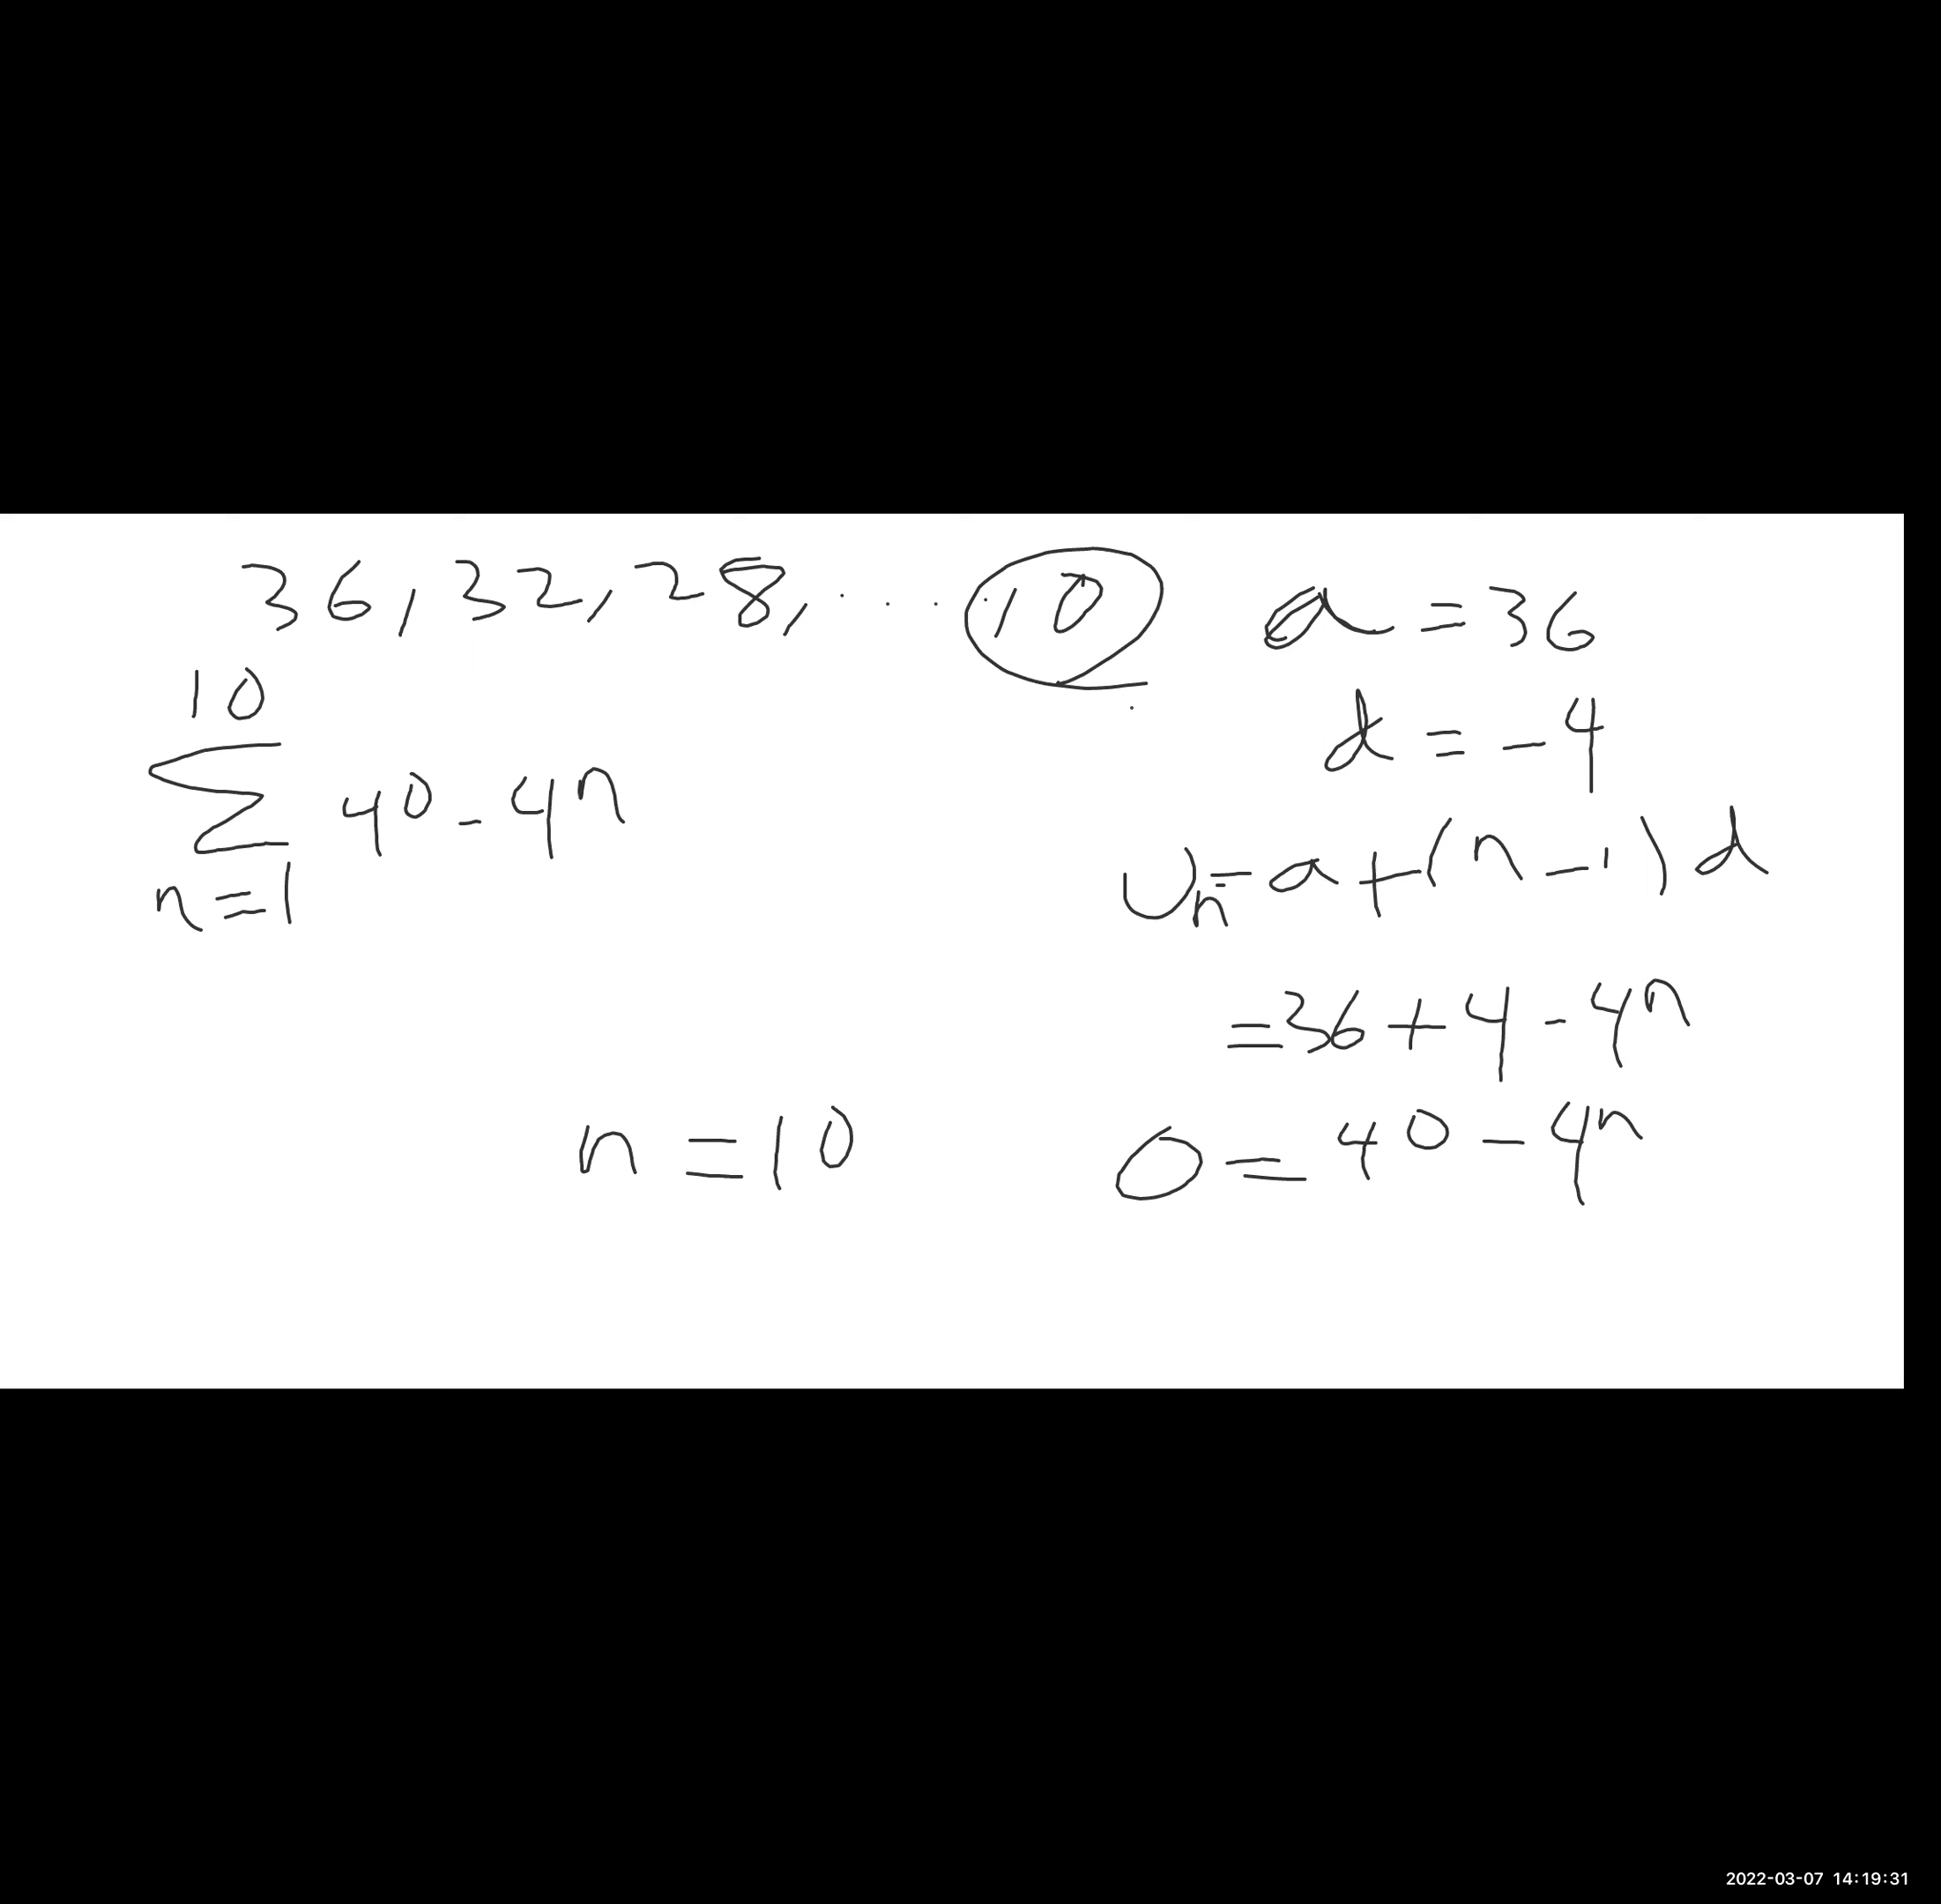 36, 32, 28, . . . . 10
a = 36
10
d = -4
Σ 40 - 4n
n = 1
Un = a + (n - 1) d
= 36 + 4 - 4n
n = 10
0 = 40 - 4n
2022-03-07 14:19:31